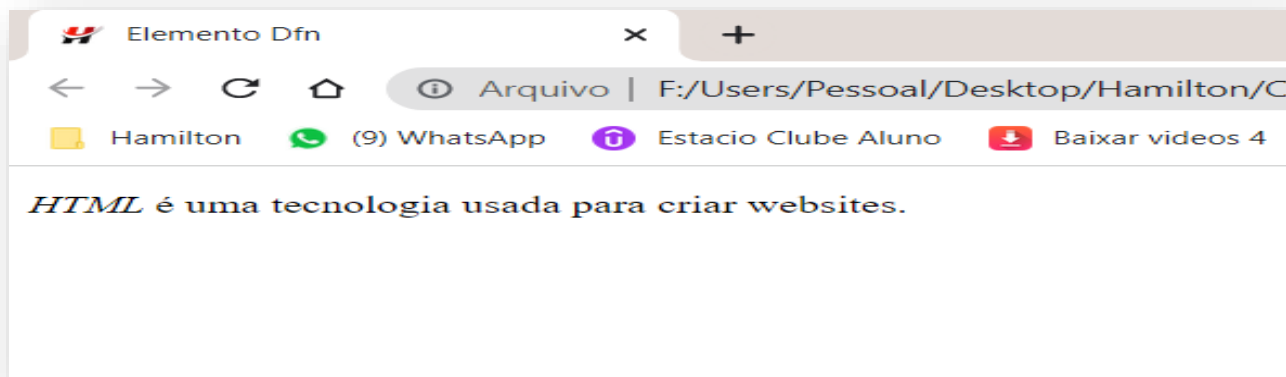 Elemento Dfn
Arquivo | F:/Users/Pessoal/Desktop/Hamilton/
Hamilton (9) WhatsApp Estacio Clube Aluno Baixar videos 4
HTML é uma tecnologia usada para criar websites.